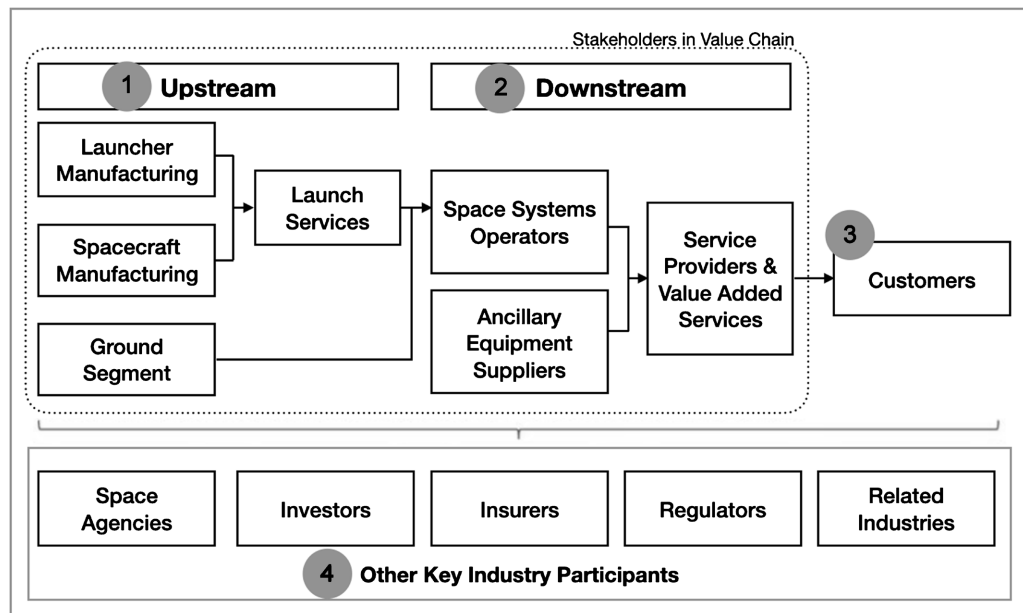 Stakeholders in Value Chain
1 Upstream
2 Downstream
Launcher
Manufacturing
Spacecraft
Manufacturing
Ground
Segment
Launch
Services
Space Systems
Operators
Ancillary
Equipment
Suppliers
Service
Providers &
Value Added
Services
3
Customers
Space
Agencies
Investors
Insurers
Regulators
Related
Industries
4 Other Key Industry Participants